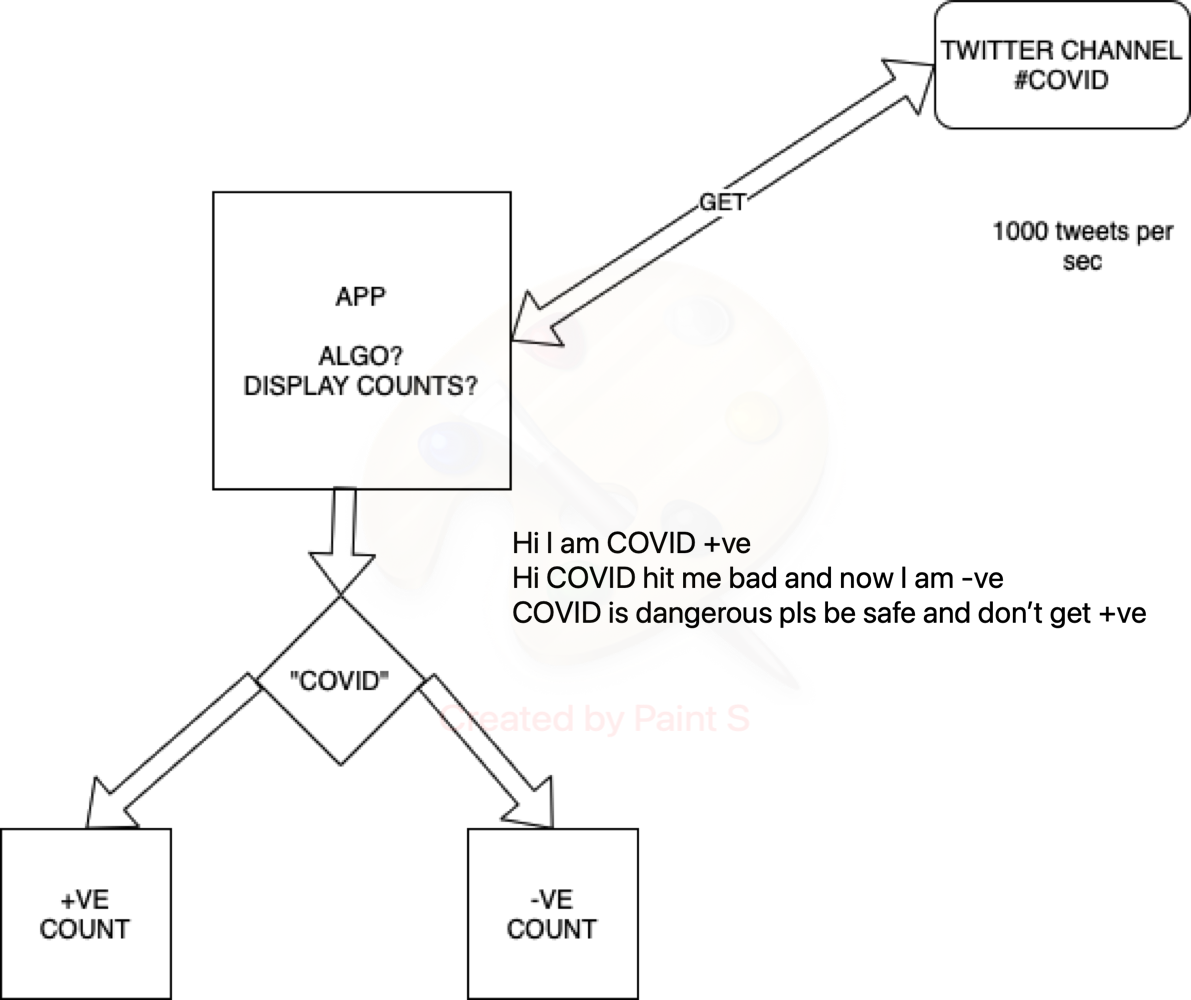 TWITTER CHANNEL
#COVID
GET
1000 tweets per
sec
APP
ALGO?
DISPLAY COUNTS?
Hi I am COVID +ve
Hi COVID hit me bad and now I am -ve
COVID is dangerous pls be safe and don’t get +ve
"COVID"
Created by Paint S
+VE
COUNT
-VE
COUNT